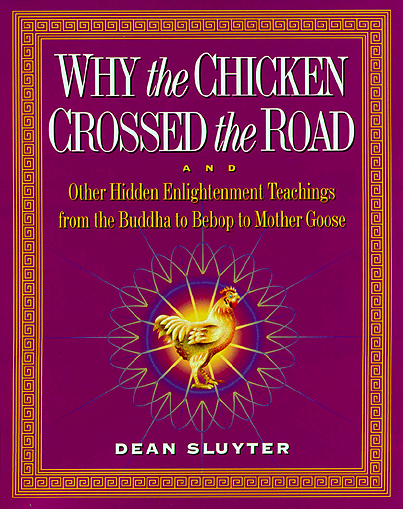 WHY the CHICKEN
CROSSED the ROAD
AND
Other Hidden Enlightenment Teachings
from the Buddha to Bebop to Mother Goose
DEAN SLUYTER